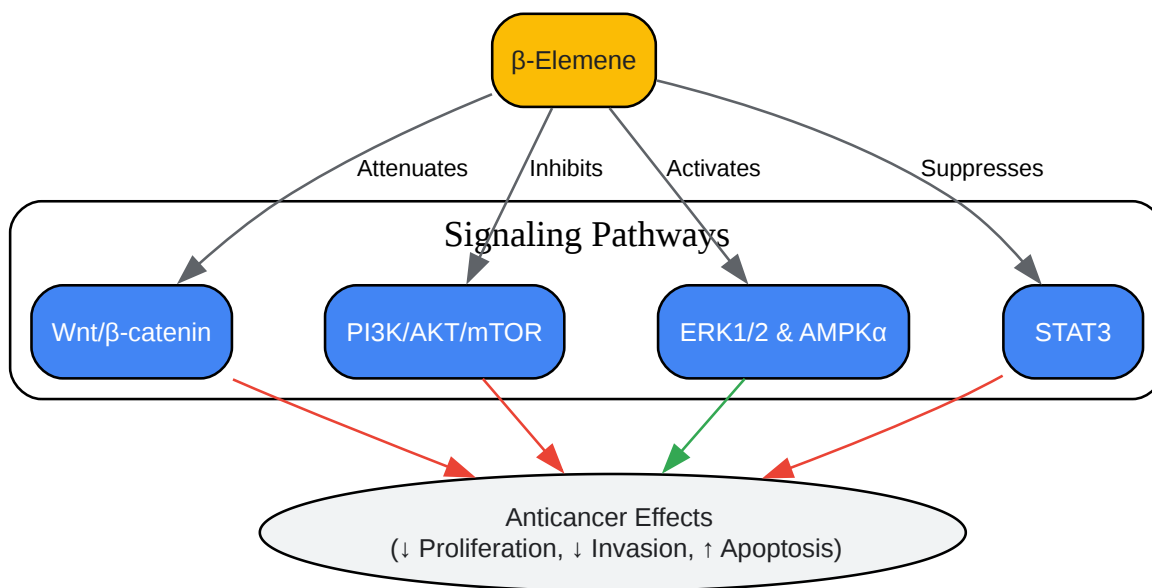 β-Elemene
Attenuates
Inhibits
Activates
Suppresses
Signaling Pathways
Wnt/β-catenin
PI3K/AKT/mTOR
ERK1/2 & AMPKα
STAT3
Anticancer Effects
(↓ Proliferation, ↓ Invasion, ↑ Apoptosis)